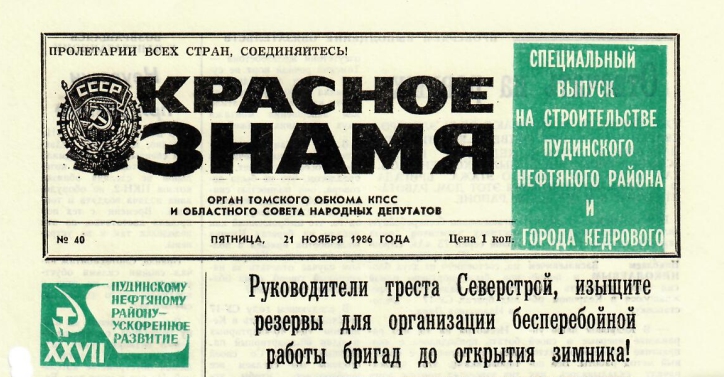 ПРОЛЕТАРИИ ВСЕХ СТРАН, СОЕДИНЯЙТЕСЬ!
СССР
КРАСНОЕ
ЗНАМЯ
ОРГАН ТОМСКОГО ОБКОМА КПСС
И ОБЛАСТНОГО СОВЕТА НАРОДНЫХ ДЕПУТАТОВ
№ 40 ПЯТНИЦА, 21 НОЯБРЯ 1986 ГОДА Цена 1 коп.
СПЕЦИАЛЬНЫЙ
ВЫПУСК
НА СТРОИТЕЛЬСТВЕ
ПУДИНСКОГО
НЕФТЯНОГО РАЙОНА
И
ГОРОДА КЕДРОВОГО
ПУДИНСКОМУ
НЕФТЯНОМУ
РАЙОНУ—
УСКОРЕННОЕ
РАЗВИТИЕ
XXVII
Руководители треста Северстрой, изыщите
резервы для организации бесперебойной
работы бригад до открытия зимника!